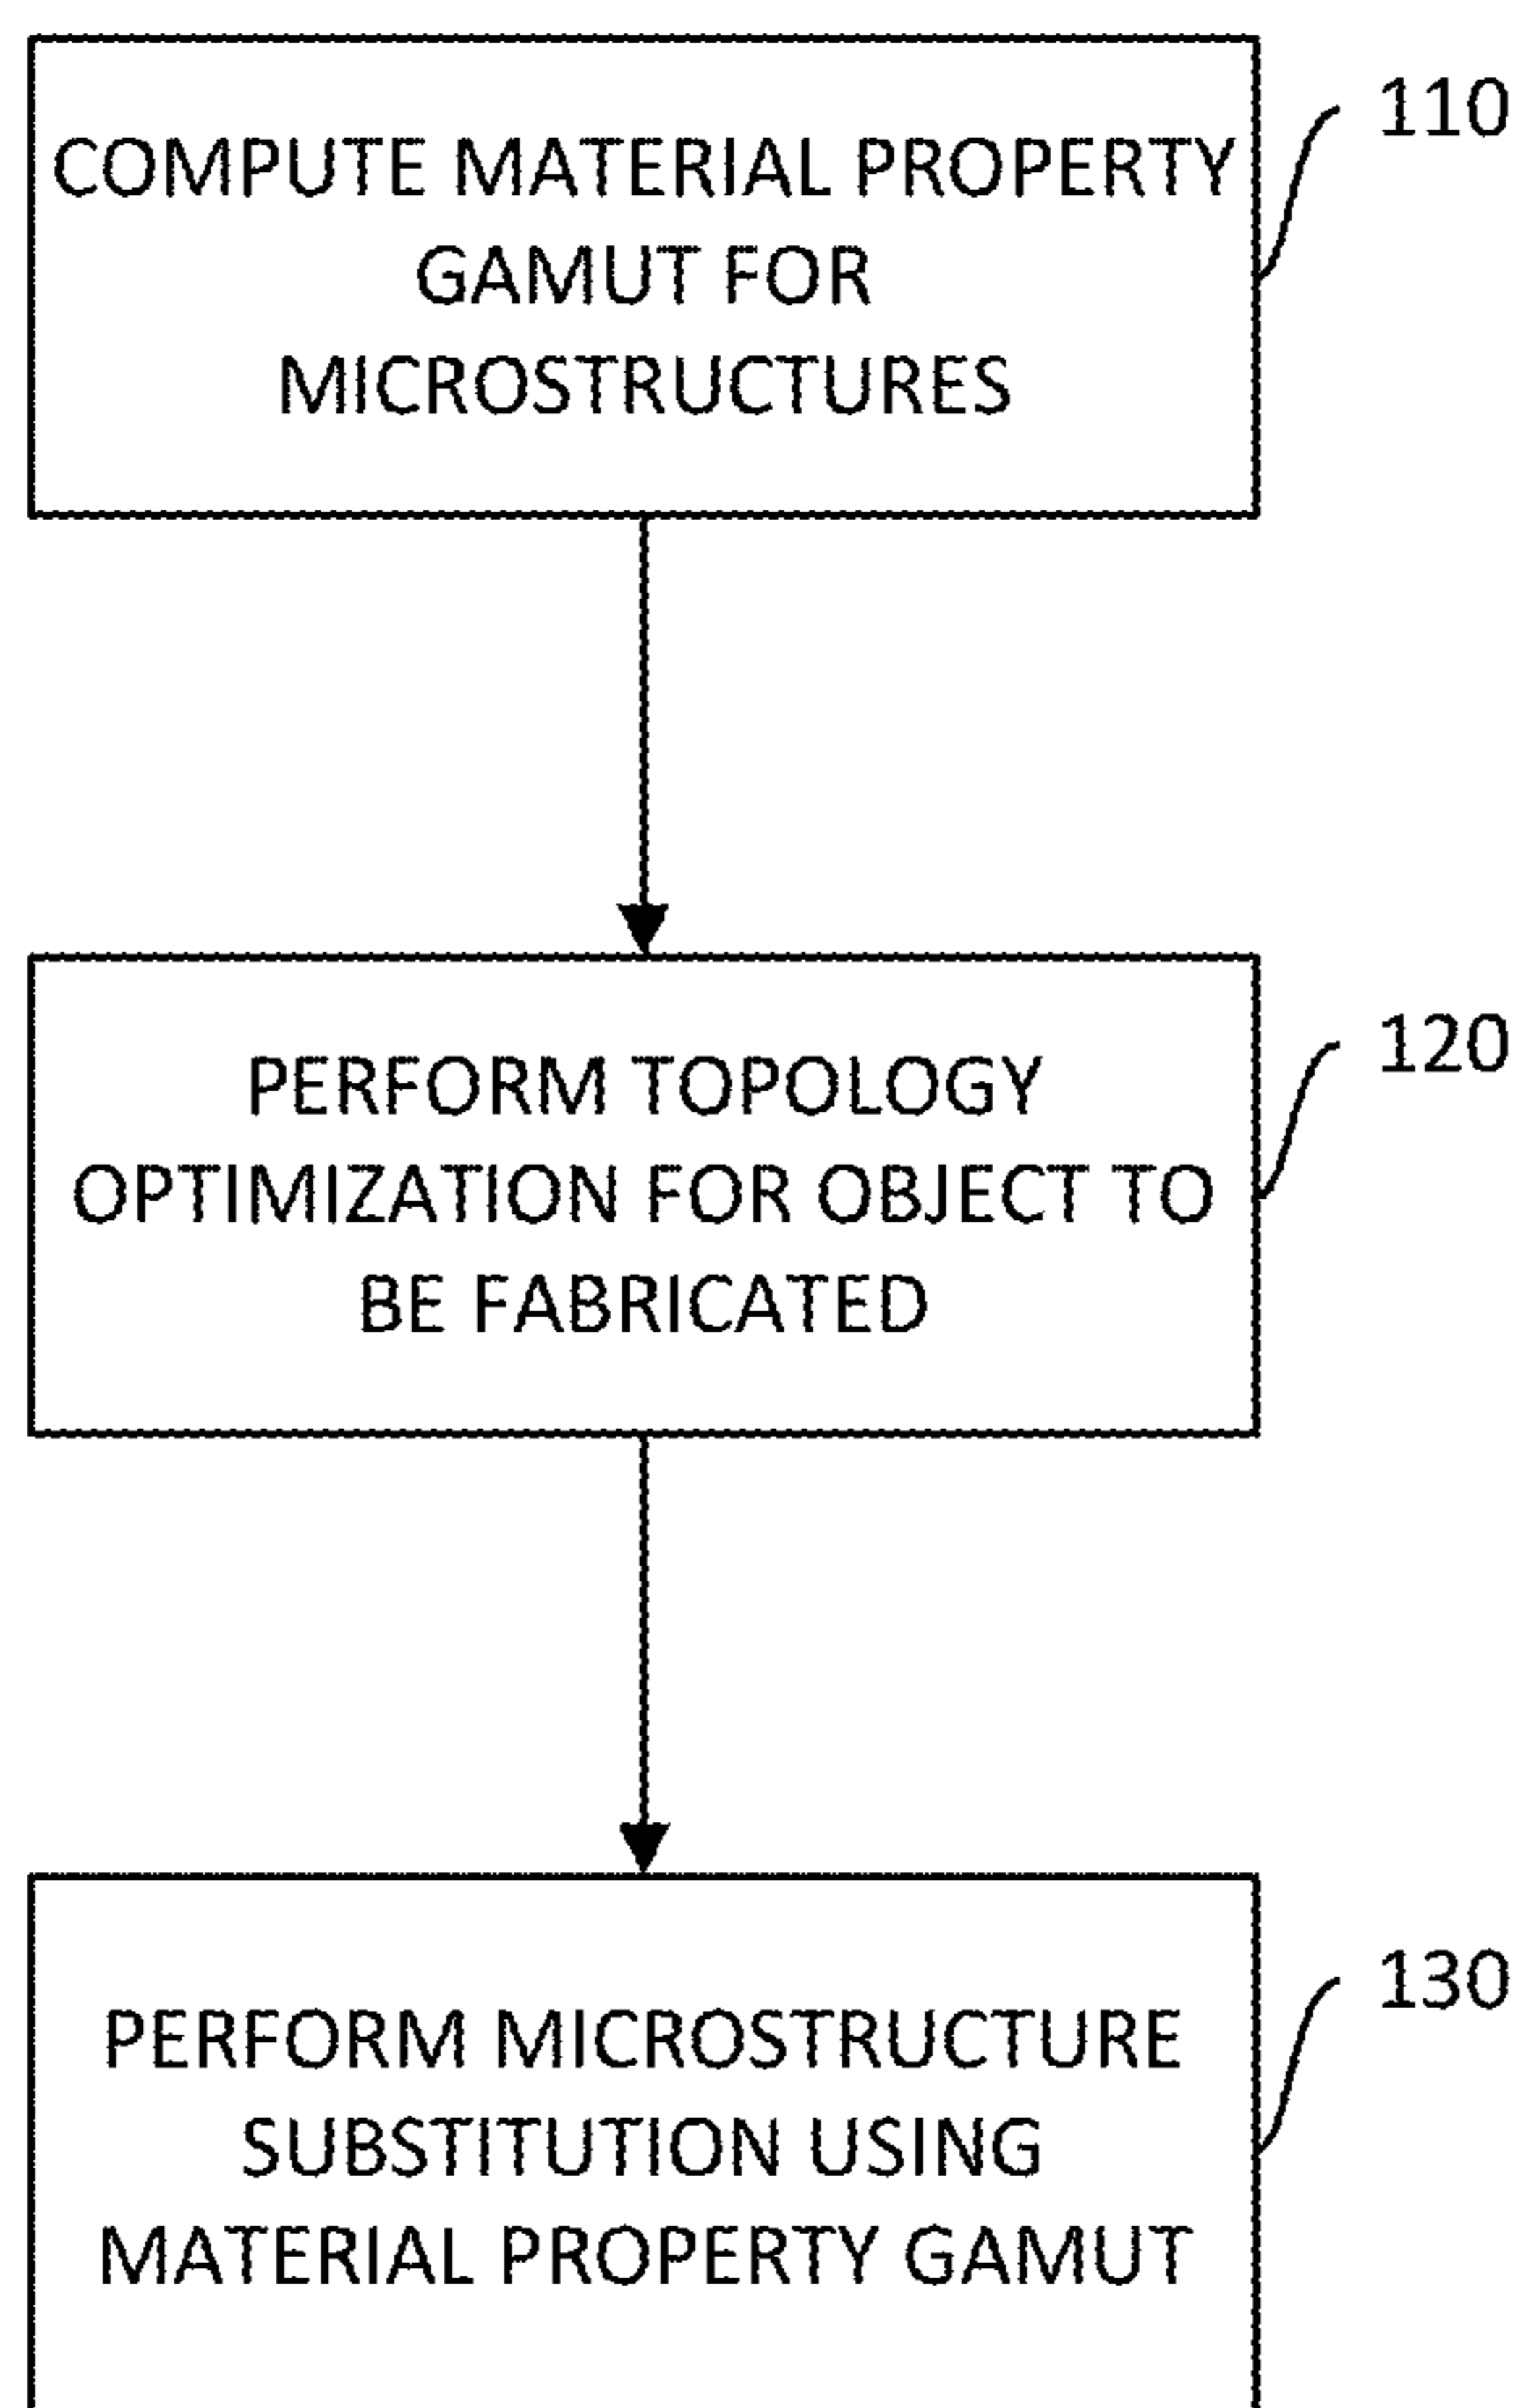 COMPUTE MATERIAL PROPERTY
GAMUT FOR
MICROSTRUCTURES
110
PERFORM TOPOLOGY
OPTIMIZATION FOR OBJECT TO
BE FABRICATED
120
PERFORM MICROSTRUCTURE
SUBSTITUTION USING
MATERIAL PROPERTY GAMUT
130